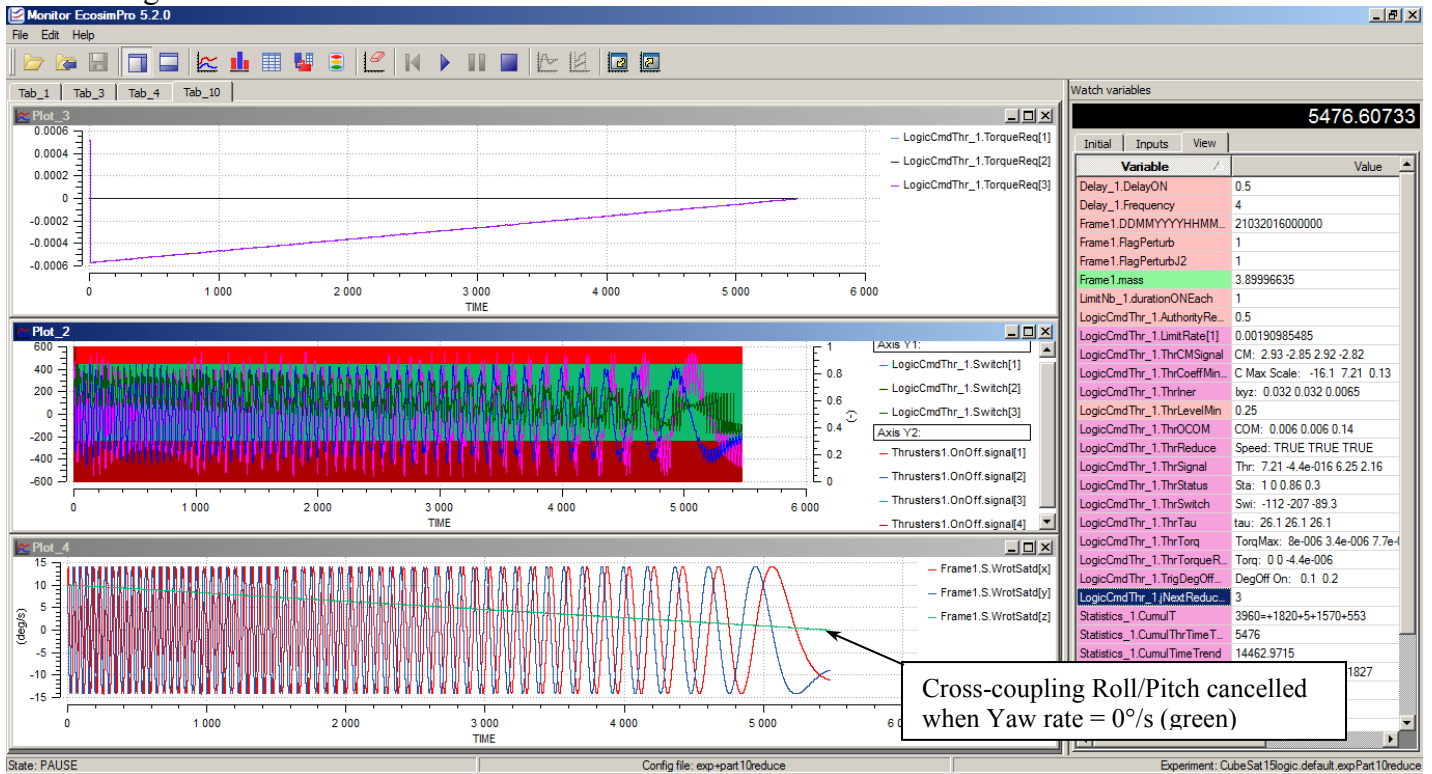 Monitor EcosimPro 5.2.0
File Edit Help
Tab_1 Tab_3 Tab_4 Tab_10
Plot_3
0.0006
0.0004
0.0002
0
-0.0002
-0.0004
-0.0006
0 1 000 2 000 3 000 4 000 5 000 6 000
TIME
LogicCmdThr_1.TorqueReq[1]
LogicCmdThr_1.TorqueReq[2]
LogicCmdThr_1.TorqueReq[3]
Plot_2
600
400
200
0
-200
-400
-600
1
0.8
0.6
0.4
0.2
0
(-)
0 1 000 2 000 3 000 4 000 5 000 6 000
TIME
Axis Y1:
LogicCmdThr_1.Switch[1]
LogicCmdThr_1.Switch[2]
LogicCmdThr_1.Switch[3]
Axis Y2:
Thrusters1.OnOff.signal[1]
Thrusters1.OnOff.signal[2]
Thrusters1.OnOff.signal[3]
Thrusters1.OnOff.signal[4]
Plot_4
(deg/s)
15
10
5
0
-5
-10
-15
0 1 000 2 000 3 000 4 000 5 000 6 0
TIME
Frame1.S.WrotSatd[x]
Frame1.S.WrotSatd[y]
Frame1.S.WrotSatd[z]
Watch variables
5476.60733
Initial Inputs View
Variable Value
Delay_1.DelayON 0.5
Delay_1.Frequency 4
Frame1.DDMMYYYYHHMM... 21032016000000
Frame1.FlagPerturb 1
Frame1.FlagPerturbJ2 1
Frame1.mass 3.89996635
LimitNb_1.durationONEach 1
LogicCmdThr_1.AuthorityRe... 0.5
LogicCmdThr_1.LimitRate[1] 0.00190985485
LogicCmdThr_1.ThrCMSignal CM: 2.93 -2.85 2.92 -2.82
LogicCmdThr_1.ThrCoeffMin... C Max Scale: -16.1 7.21 0.13
LogicCmdThr_1.ThrIner Ixyz: 0.032 0.032 0.0065
LogicCmdThr_1.ThrLevelMin 0.25
LogicCmdThr_1.ThrOCOM COM: 0.006 0.006 0.14
LogicCmdThr_1.ThrReduce Speed: TRUE TRUE TRUE
LogicCmdThr_1.ThrSignal Thr: 7.21 -4.4e-016 6.25 2.16
LogicCmdThr_1.ThrStatus Sta: 1 0 0.86 0.3
LogicCmdThr_1.ThrSwitch Swi: -112 -207 -89.3
LogicCmdThr_1.ThrTau tau: 26.1 26.1 26.1
LogicCmdThr_1.ThrTorq TorqMax: 8e-006 3.4e-006 7.7e-
LogicCmdThr_1.ThrTorqueR... Torq: 0 0 -4.4e-006
LogicCmdThr_1.TrigDegOff... DegOff On: 0.1 0.2
LogicCmdThr_1.jNextReduc... 3
Statistics_1.CumulT 3960=+1820+5+1570+553
Statistics_1.CumulThrTimeT... 5476
Statistics_1.CumulTimeTrend 14462.9715
1827
Cross-coupling Roll/Pitch cancelled
when Yaw rate = 0°/s (green)
State: PAUSE Config file: exp+part10reduce Experiment: CubeSat15logic.default.expPart10reduce